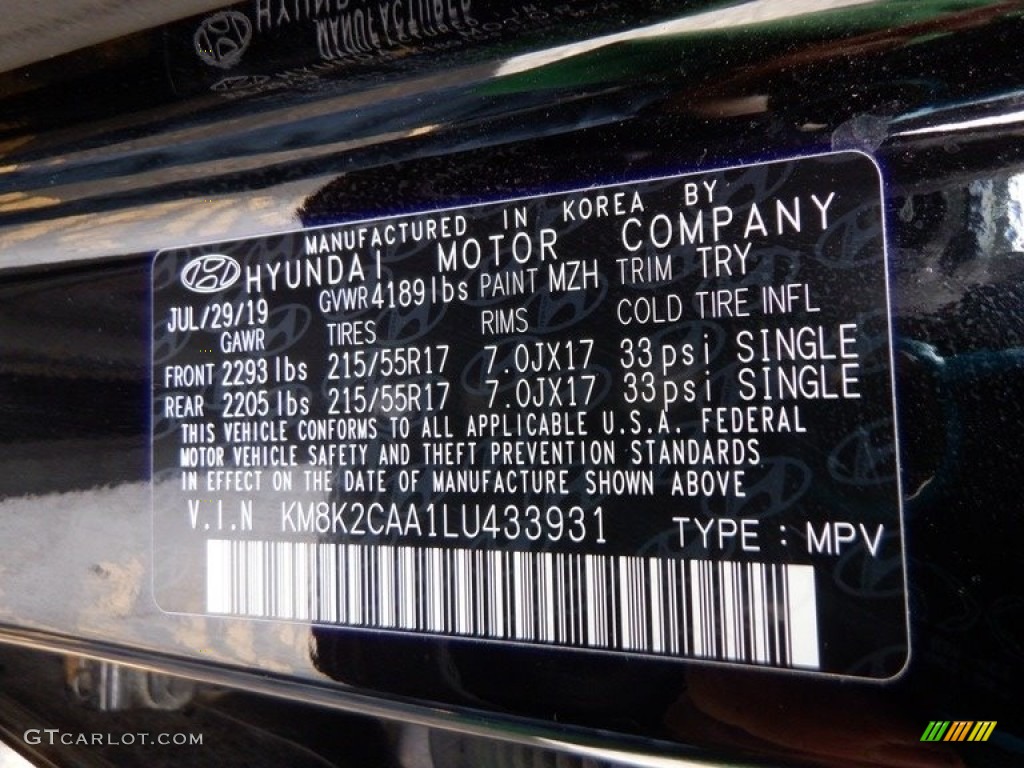 MANUFACTURED IN KOREA BY
HYUNDAI MOTOR COMPANY
JUL/29/19 GVWR 4189lbs PAINT MZH TRIM TRY
GAWR TIRES RIMS COLD TIRE INFL
FRONT 2293 lbs 215/55R17 7.0JX17 33 psi SINGLE
REAR 2205 lbs 215/55R17 7.0JX17 33 psi SINGLE
THIS VEHICLE CONFORMS TO ALL APPLICABLE U.S.A. FEDERAL
MOTOR VEHICLE SAFETY AND THEFT PREVENTION STANDARDS
IN EFFECT ON THE DATE OF MANUFACTURE SHOWN ABOVE
V.I.N KM8K2CAA1LU433931 TYPE : MPV
GTCARLOT.COM